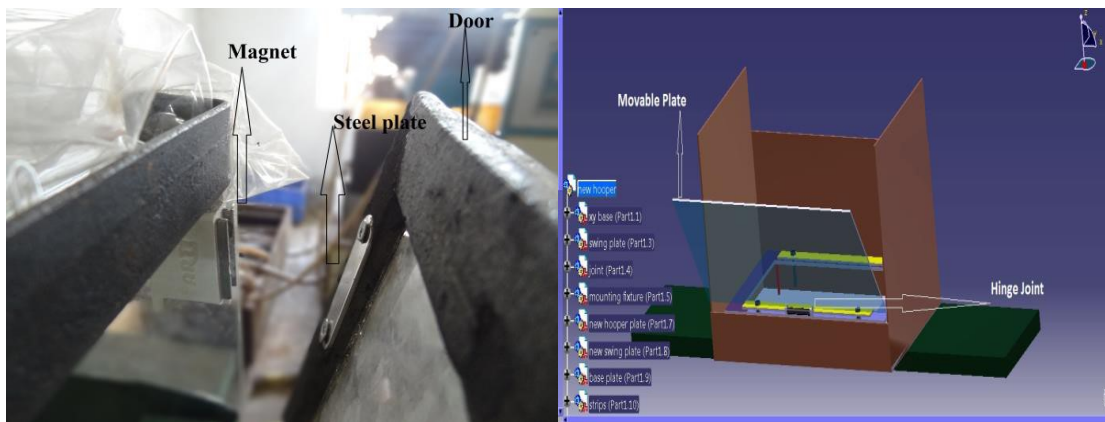 Door
Magnet
Steel plate
Movable Plate
new hooper
xy base (Part1.1)
swing plate (Part1.3)
joint (Part1.4)
Hinge Joint
mounting fixture (Part1.5)
new hooper plate (Part1.7)
new swing plate (Part1.8)
base plate (Part1.9)
strips (Part1.10)